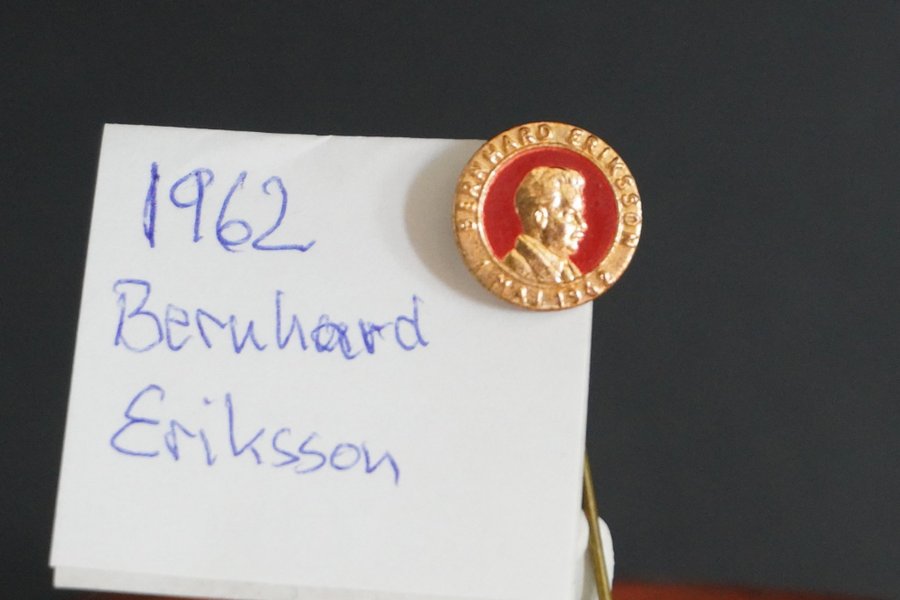 1962
Bernhard
Eriksson
BERNHARD ERIKSSON
1 MAJ 1962